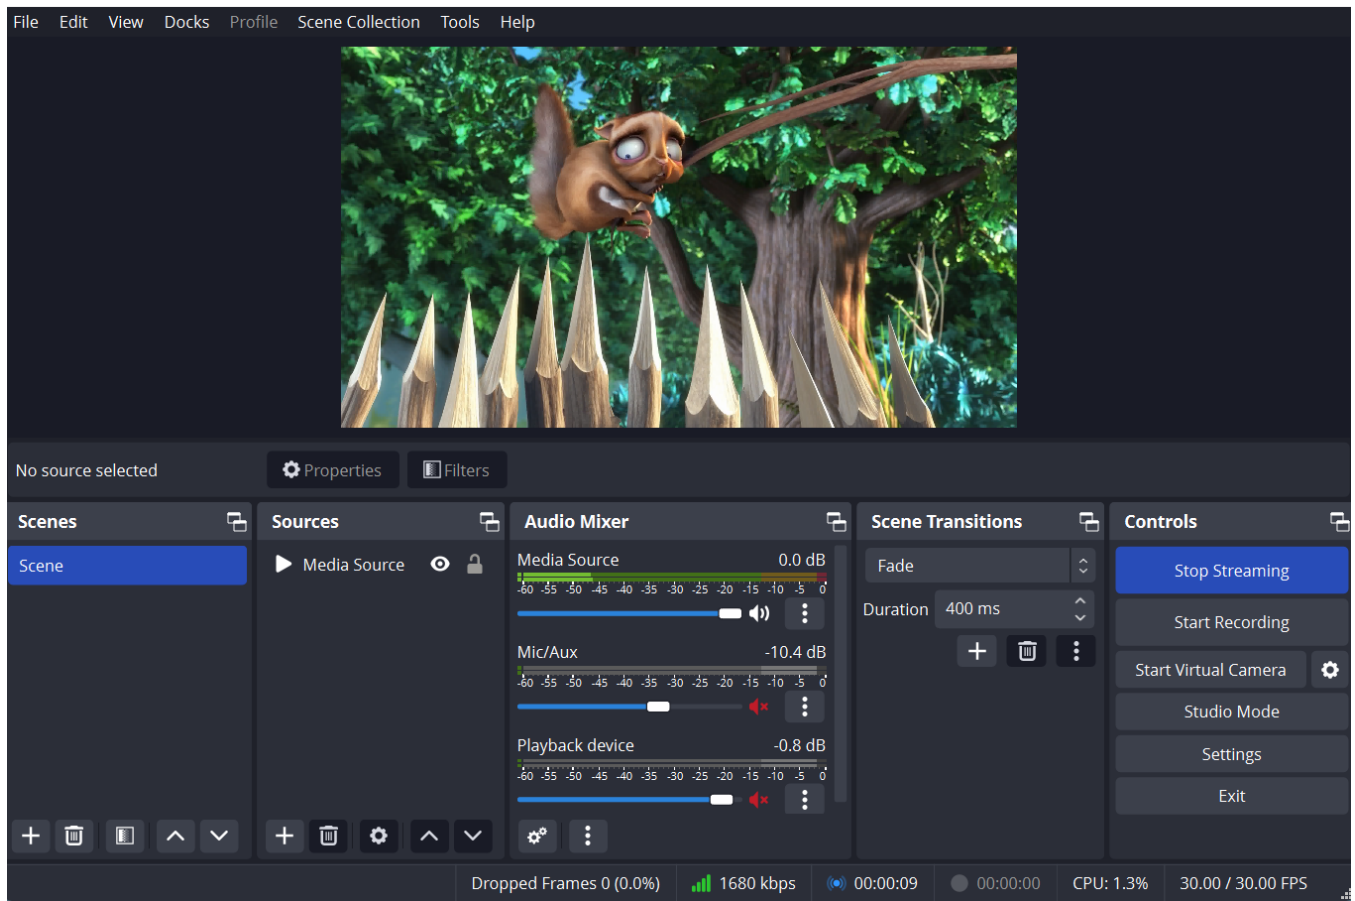 File Edit View Docks Profile Scene Collection Tools Help
No source selected Properties Filters
Scenes
Scene
Sources
Media Source
Audio Mixer
Media Source 0.0 dB
-60 -55 -50 -45 -40 -35 -30 -25 -20 -15 -10 -5 0
Mic/Aux -10.4 dB
-60 -55 -50 -45 -40 -35 -30 -25 -20 -15 -10 -5 0
Playback device -0.8 dB
-60 -55 -50 -45 -40 -35 -30 -25 -20 -15 -10 -5 0
Scene Transitions
Fade
Duration 400 ms
Controls
Stop Streaming
Start Recording
Start Virtual Camera
Studio Mode
Settings
Exit
Dropped Frames 0 (0.0%) 1680 kbps 00:00:09 00:00:00 CPU: 1.3% 30.00 / 30.00 FPS